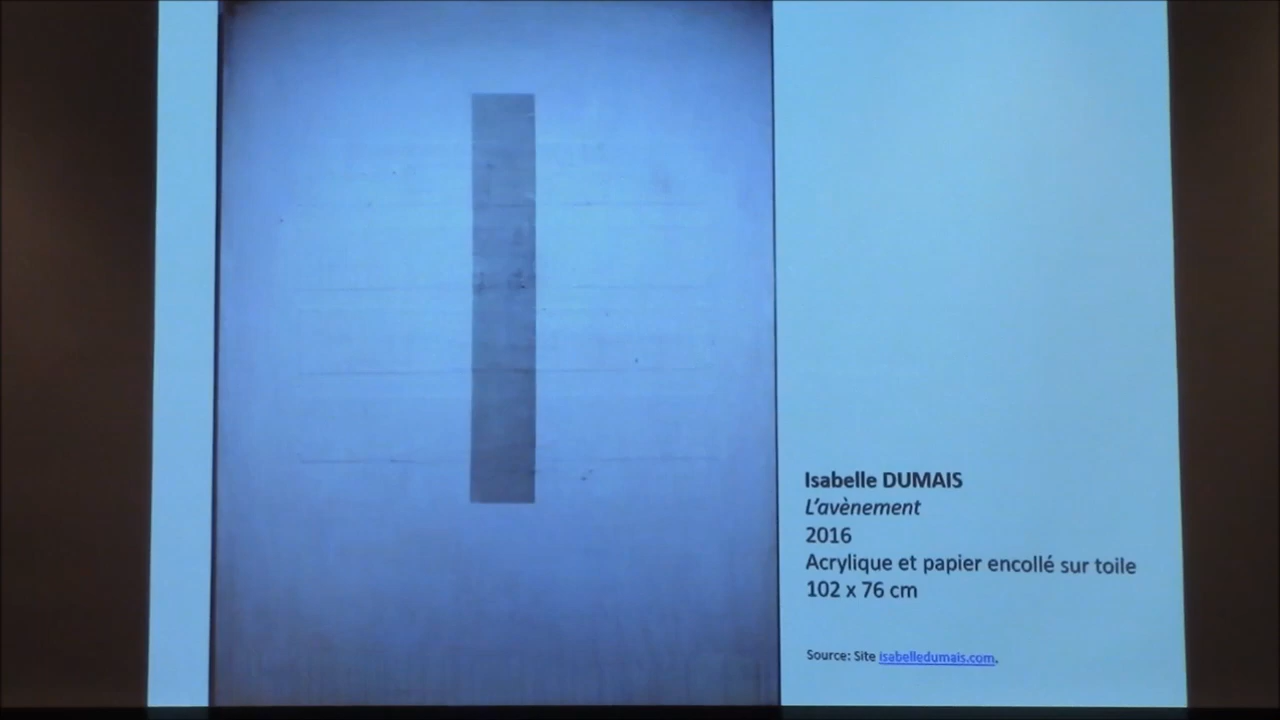 Isabelle DUMAIS
L'avènement
2016
Acrylique et papier encollé sur toile
102 x 76 cm
Source: Site isabelledumais.com.